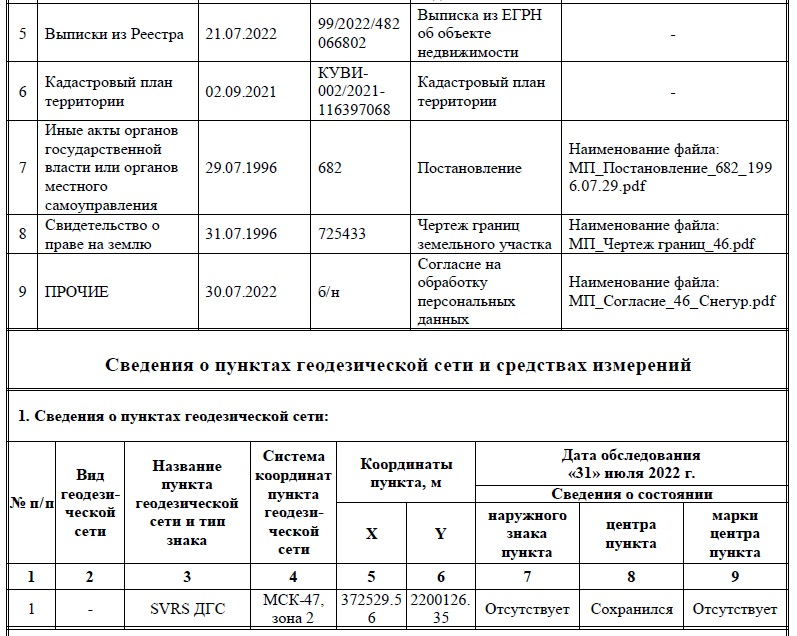 5 Выписки из Реестра 21.07.2022 99/2022/482066802 Выписка из ЕГРН об объекте недвижимости -
6 Кадастровый план территории 02.09.2021 КУВИ-002/2021-116397068 Кадастровый план территории -
7 Иные акты органов государственной власти или органов местного самоуправления 29.07.1996 682 Постановление Наименование файла: МП_Постановление_682_1996.07.29.pdf
8 Свидетельство о праве на землю 31.07.1996 725433 Чертеж границ земельного участка Наименование файла: МП_Чертеж границ_46.pdf
9 ПРОЧИЕ 30.07.2022 б/н Согласие на обработку персональных данных Наименование файла: МП_Согласие_46_Снегур.pdf
Сведения о пунктах геодезической сети и средствах измерений
1. Сведения о пунктах геодезической сети:
№ п/п
Вид геодези-ческой сети
Название пункта геодезической сети и тип знака
Система координат пункта геодези-ческой сети
Координаты пункта, м
X
Y
Дата обследования
«31» июля 2022 г.
Сведения о состоянии
наружного знака пункта
центра пункта
марки центра пункта
1 2 3 4 5 6 7 8 9
1 - SVRS ДГС МСК-47, зона 2 372529.56 2200126.35 Отсутствует Сохранился Отсутствует